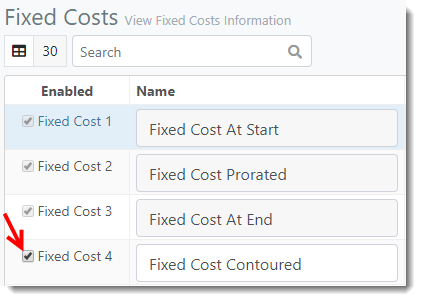 Fixed Costs View Fixed Costs Information
30 Search
Enabled Name
Fixed Cost 1 Fixed Cost At Start
Fixed Cost 2 Fixed Cost Prorated
Fixed Cost 3 Fixed Cost At End
Fixed Cost 4 Fixed Cost Contoured